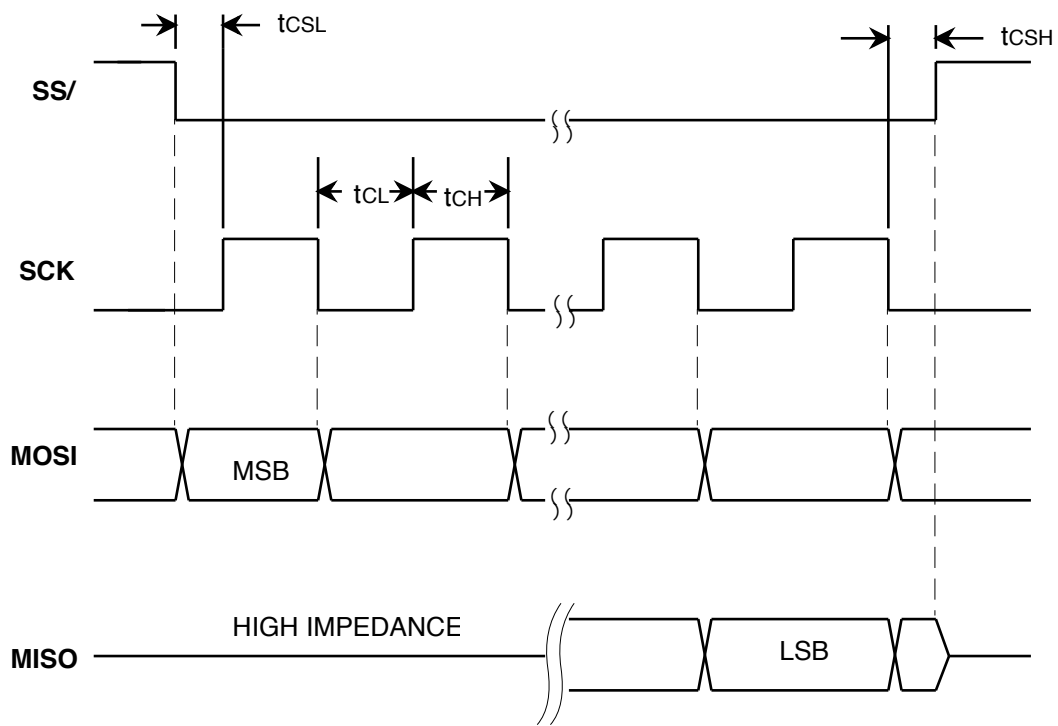 tCSL
tCSH
SS/
tCL
tCH
SCK
MOSI
MSB
HIGH IMPEDANCE
MISO
LSB